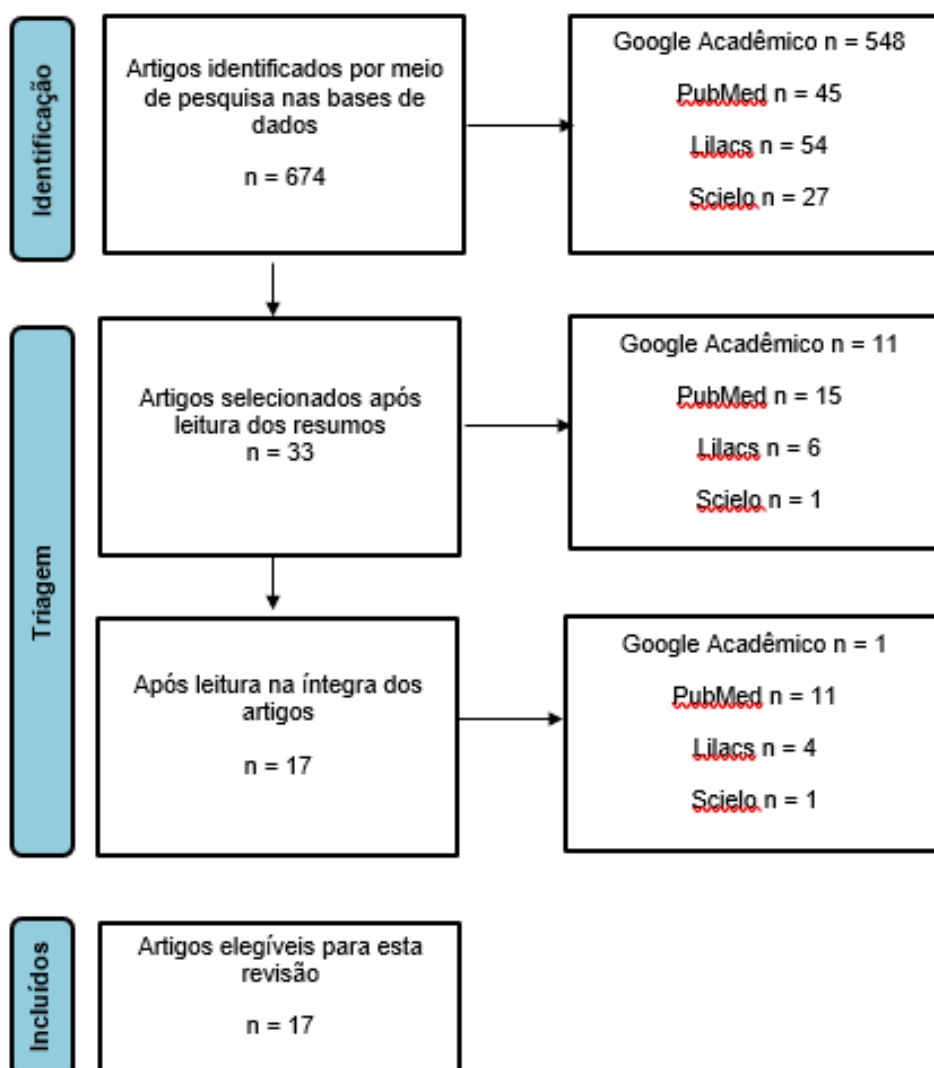 Identificação
Artigos identificados por meio
de pesquisa nas bases de
dados
n = 674
Google Acadêmico n = 548
PubMed n = 45
Lilacs n = 54
Scielo n = 27
Triagem
Artigos selecionados após
leitura dos resumos
n = 33
Google Acadêmico n = 11
PubMed n = 15
Lilacs n = 6
Scielo n = 1
Após leitura na íntegra dos
artigos
n = 17
Google Acadêmico n = 1
PubMed n = 11
Lilacs n = 4
Scielo n = 1
Incluídos
Artigos elegíveis para esta
revisão
n = 17